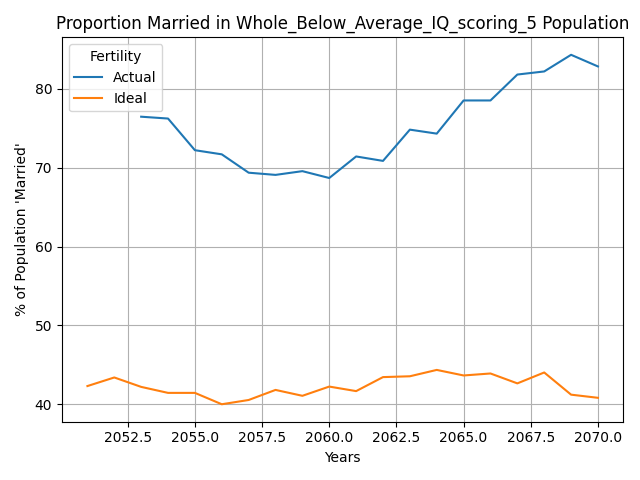 Proportion Married in Whole_Below_Average_IQ_scoring_5 Population
Fertility
Actual
Ideal
% of Population 'Married'
80
70
60
50
40
2052.5 2055.0 2057.5 2060.0 2062.5 2065.0 2067.5 2070.0
Years